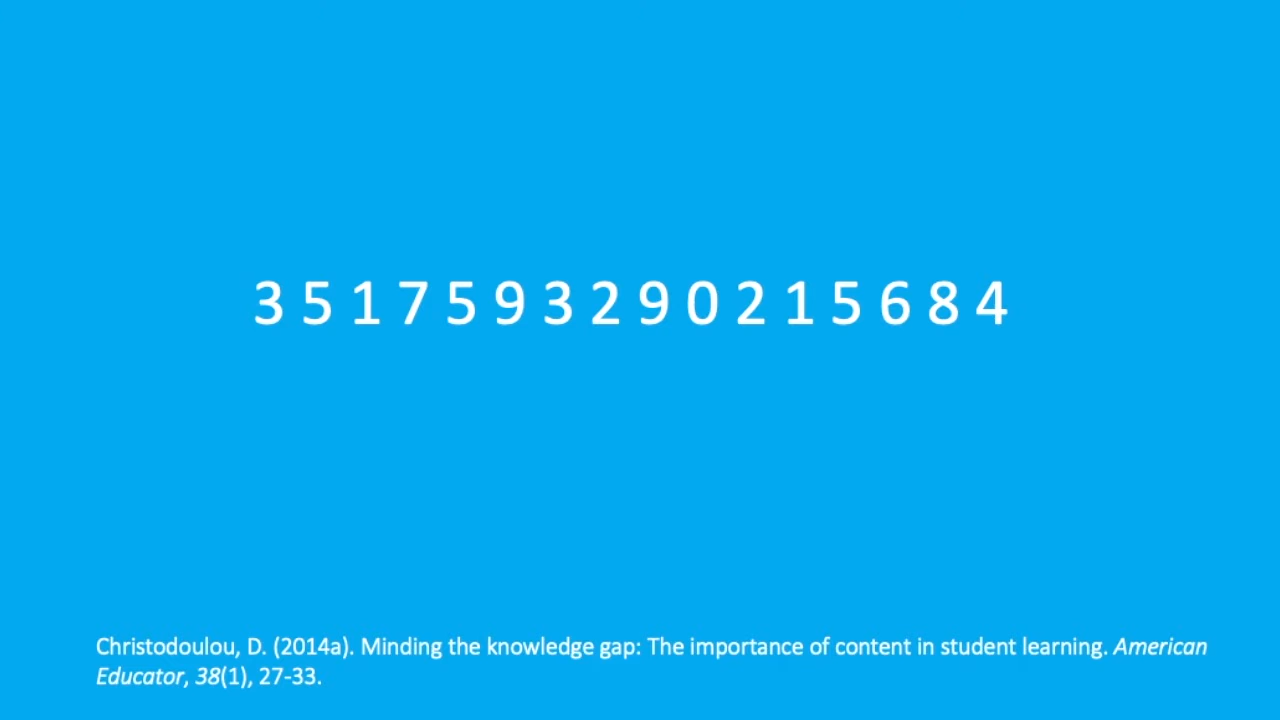 3 5 1 7 5 9 3 2 9 0 2 1 5 6 8 4
Christodoulou, D. (2014a). Minding the knowledge gap: The importance of content in student learning. American
Educator, 38(1), 27-33.